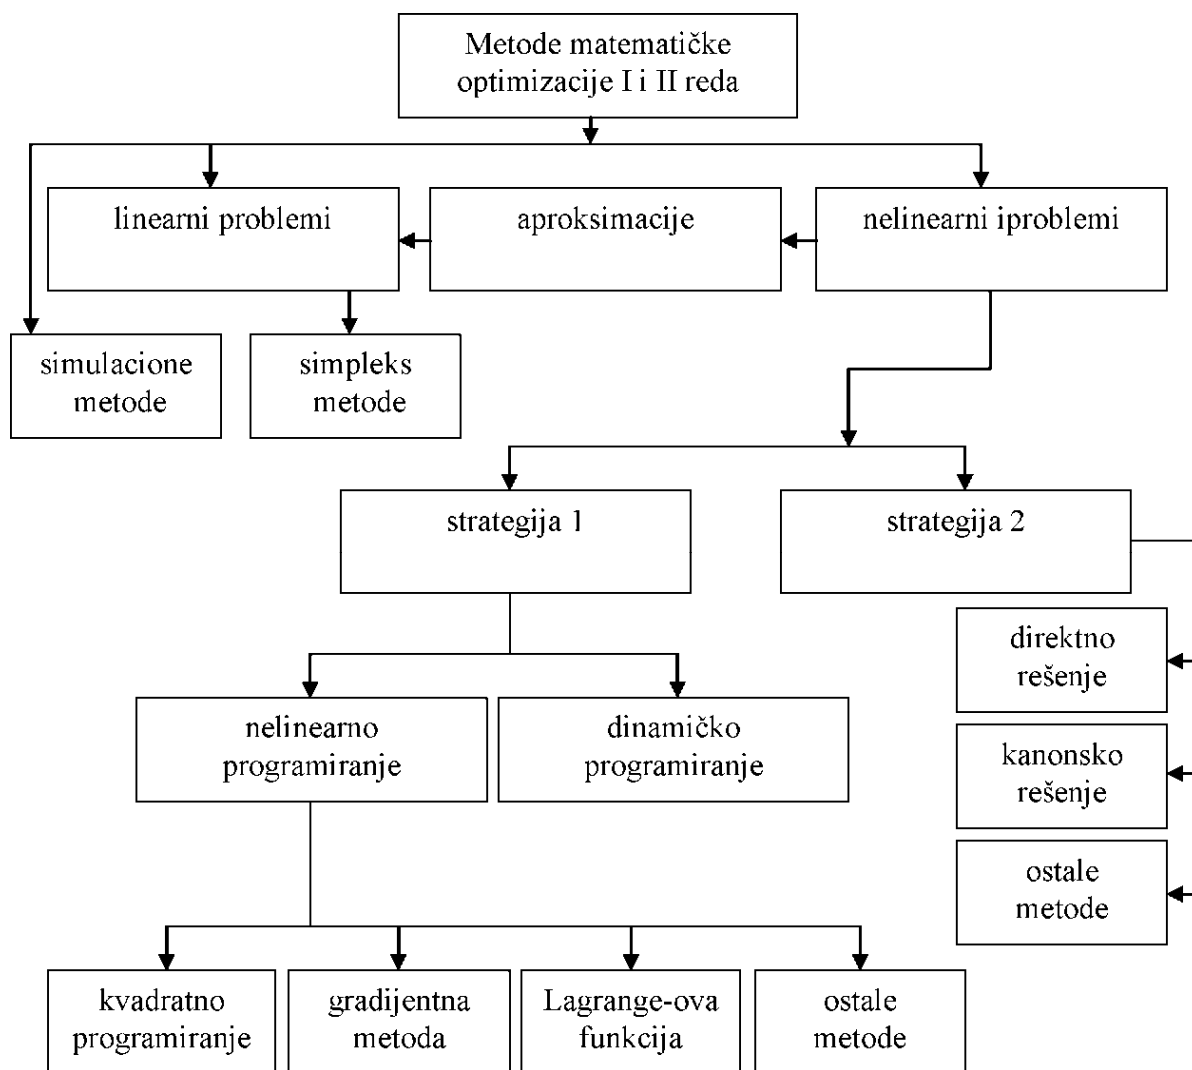 Metode matematičke
optimizacije I i II reda
linearni problemi
aproksimacije
nelinearni iproblemi
simulacione
metode
simpleks
metode
strategija 1
strategija 2
direktno
rešenje
nelinearno
programiranje
dinamičko
programiranje
kanonsko
rešenje
ostale
metode
kvadratno
programiranje
gradijentna
metoda
Lagrange-ova
funkcija
ostale
metode